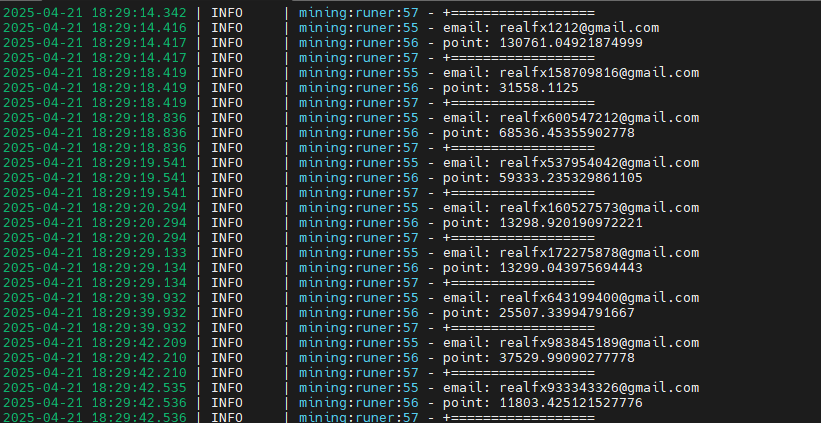 2025-04-21 18:29:14.342 | INFO     | mining:runer:57 - +==================
2025-04-21 18:29:14.416 | INFO     | mining:runer:55 - email: realfx1212@gmail.com
2025-04-21 18:29:14.417 | INFO     | mining:runer:56 - point: 130761.04921874999
2025-04-21 18:29:14.417 | INFO     | mining:runer:57 - +==================
2025-04-21 18:29:18.419 | INFO     | mining:runer:55 - email: realfx158709816@gmail.com
2025-04-21 18:29:18.419 | INFO     | mining:runer:56 - point: 31558.1125
2025-04-21 18:29:18.419 | INFO     | mining:runer:57 - +==================
2025-04-21 18:29:18.836 | INFO     | mining:runer:55 - email: realfx600547212@gmail.com
2025-04-21 18:29:18.836 | INFO     | mining:runer:56 - point: 68536.45355902778
2025-04-21 18:29:18.836 | INFO     | mining:runer:57 - +==================
2025-04-21 18:29:19.541 | INFO     | mining:runer:55 - email: realfx537954042@gmail.com
2025-04-21 18:29:19.541 | INFO     | mining:runer:56 - point: 59333.235329861105
2025-04-21 18:29:19.541 | INFO     | mining:runer:57 - +==================
2025-04-21 18:29:20.294 | INFO     | mining:runer:55 - email: realfx160527573@gmail.com
2025-04-21 18:29:20.294 | INFO     | mining:runer:56 - point: 13298.920190972221
2025-04-21 18:29:20.294 | INFO     | mining:runer:57 - +==================
2025-04-21 18:29:29.133 | INFO     | mining:runer:55 - email: realfx172275878@gmail.com
2025-04-21 18:29:29.134 | INFO     | mining:runer:56 - point: 13299.043975694443
2025-04-21 18:29:29.134 | INFO     | mining:runer:57 - +==================
2025-04-21 18:29:39.932 | INFO     | mining:runer:55 - email: realfx643199400@gmail.com
2025-04-21 18:29:39.932 | INFO     | mining:runer:56 - point: 25507.33994791667
2025-04-21 18:29:39.932 | INFO     | mining:runer:57 - +==================
2025-04-21 18:29:42.209 | INFO     | mining:runer:55 - email: realfx983845189@gmail.com
2025-04-21 18:29:42.210 | INFO     | mining:runer:56 - point: 37529.99090277778
2025-04-21 18:29:42.210 | INFO     | mining:runer:57 - +==================
2025-04-21 18:29:42.535 | INFO     | mining:runer:55 - email: realfx933343326@gmail.com
2025-04-21 18:29:42.536 | INFO     | mining:runer:56 - point: 11803.425121527776
2025-04-21 18:29:42.536 | INFO     | mining:runer:57 - +==================